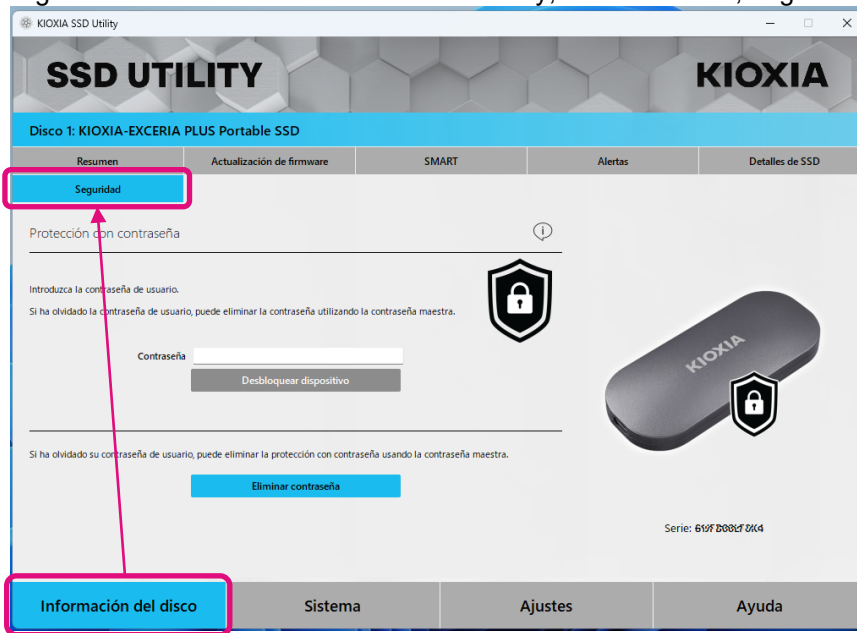 KIOXIA SSD Utility
SSD UTILITY
KIOXIA
Disco 1: KIOXIA-EXCERIA PLUS Portable SSD
Resumen
Actualización de firmware
SMART
Alertas
Detalles de SSD
Seguridad
Protección con contraseña
Introduzca la contraseña de usuario.
Si ha olvidado la contraseña de usuario, puede eliminar la contraseña utilizando la contraseña maestra.
Contraseña
Desbloquear dispositivo
KIOXIA
Si ha olvidado su contraseña de usuario, puede eliminar la protección con contraseña usando la contraseña maestra.
Eliminar contraseña
Serie:
Información del disco
Sistema
Ajustes
Ayuda